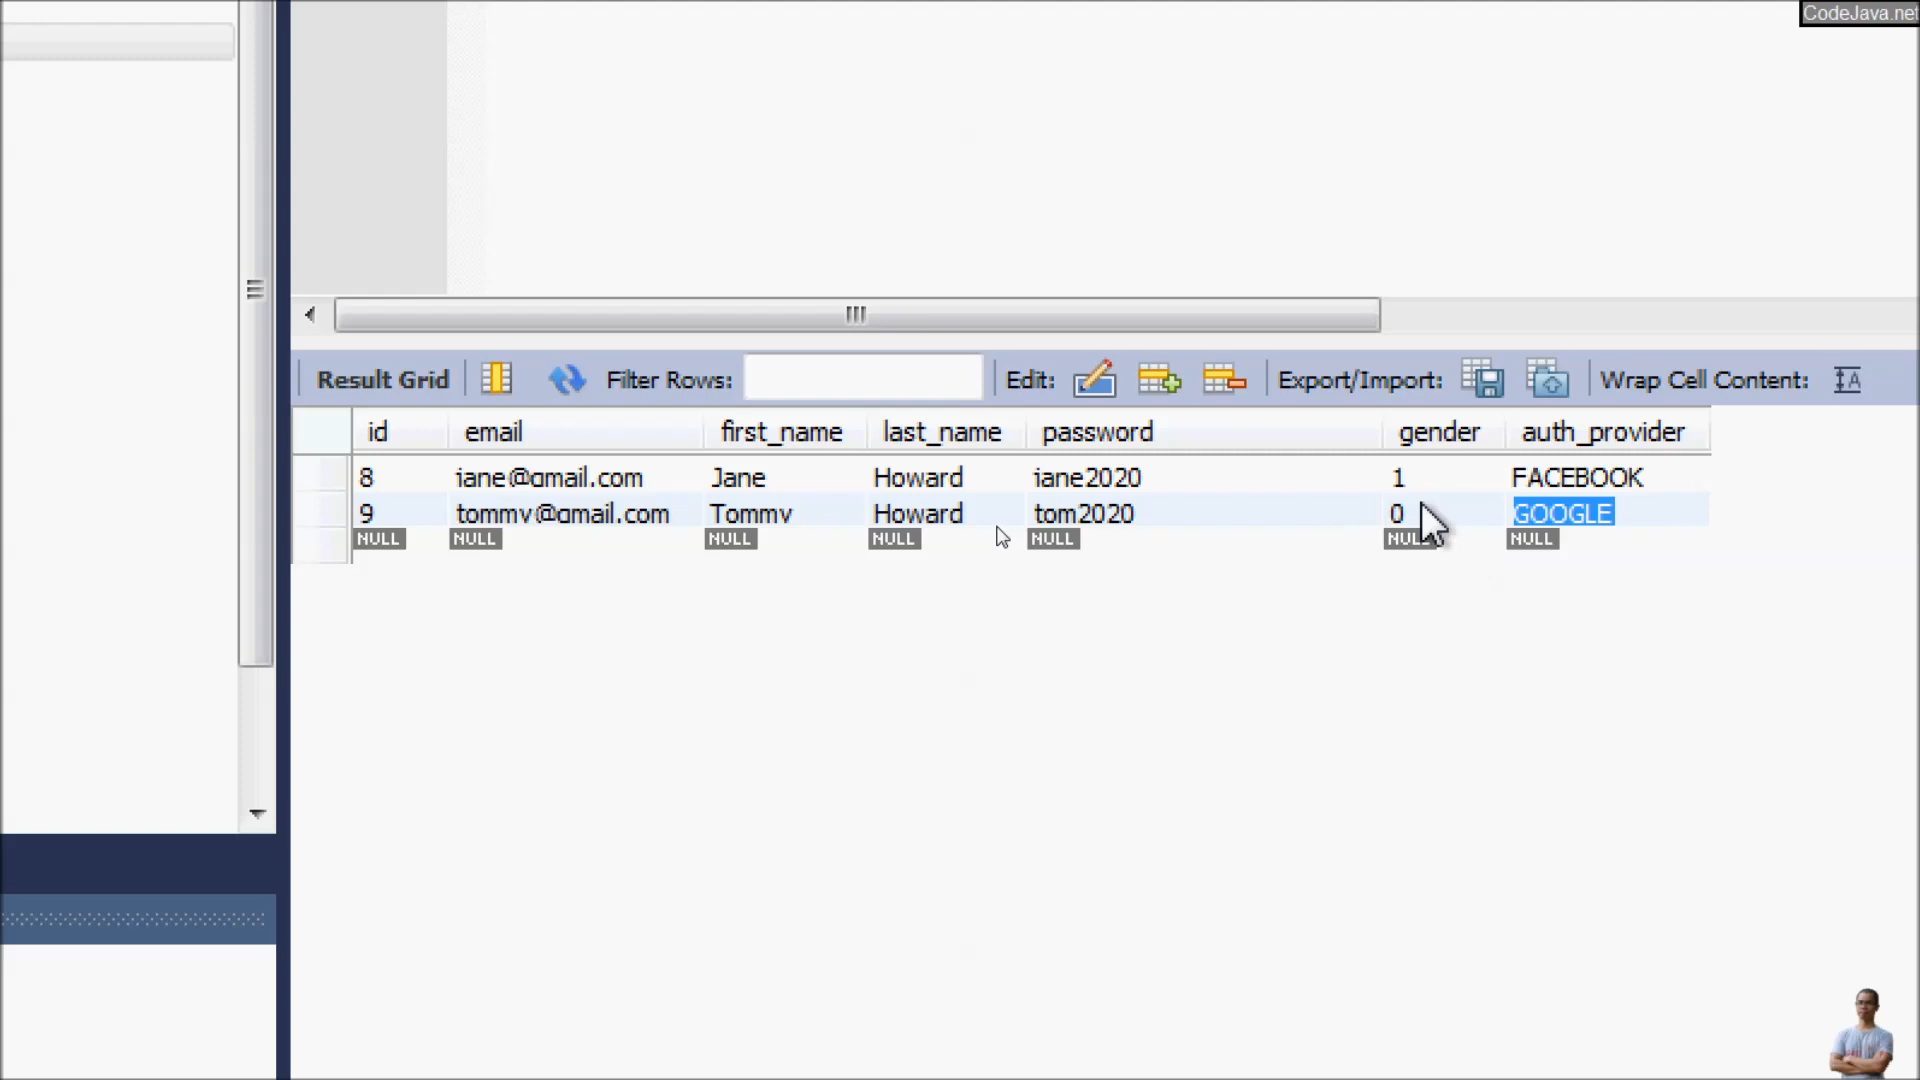 CodeJava.net
Result Grid Filter Rows: Edit: Export/Import: Wrap Cell Content:
id email first_name last_name password gender auth_provider
8 jane@gmail.com Jane Howard jane2020 1 FACEBOOK
9 tommy@gmail.com Tommy Howard tom2020 0 GOOGLE
NULL NULL NULL NULL NULL NULL NULL